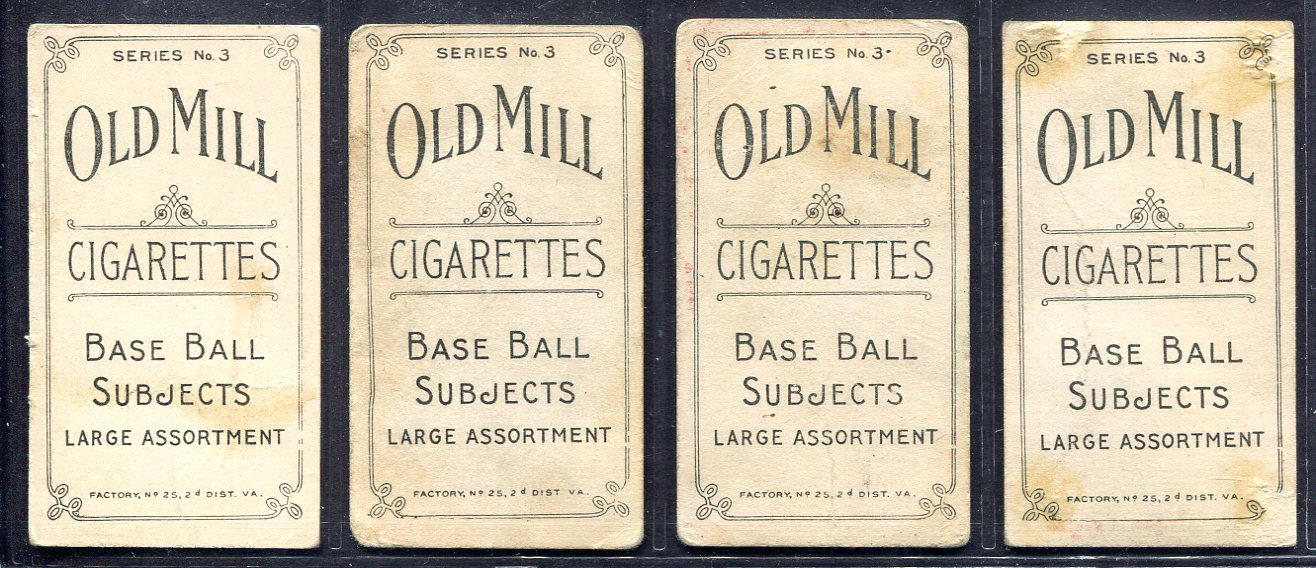 SERIES No. 3
OLD MILL
CIGARETTES
BASE BALL
SUBJECTS
LARGE ASSORTMENT
FACTORY, Nº 25, 2d DIST. VA.
SERIES No. 3
OLD MILL
CIGARETTES
BASE BALL
SUBJECTS
LARGE ASSORTMENT
FACTORY, Nº 25, 2d DIST VA.
SERIES No. 3
OLD MILL
CIGARETTES
BASE BALL
SUBJECTS
LARGE ASSORTMENT
FACTORY, Nº 25, 2d DIST. VA.
SERIES No. 3
OLD MILL
CIGARETTES
BASE BALL
SUBJECTS
LARGE ASSORTMENT
FACTORY, Nº 25, 2d DIST. VA.